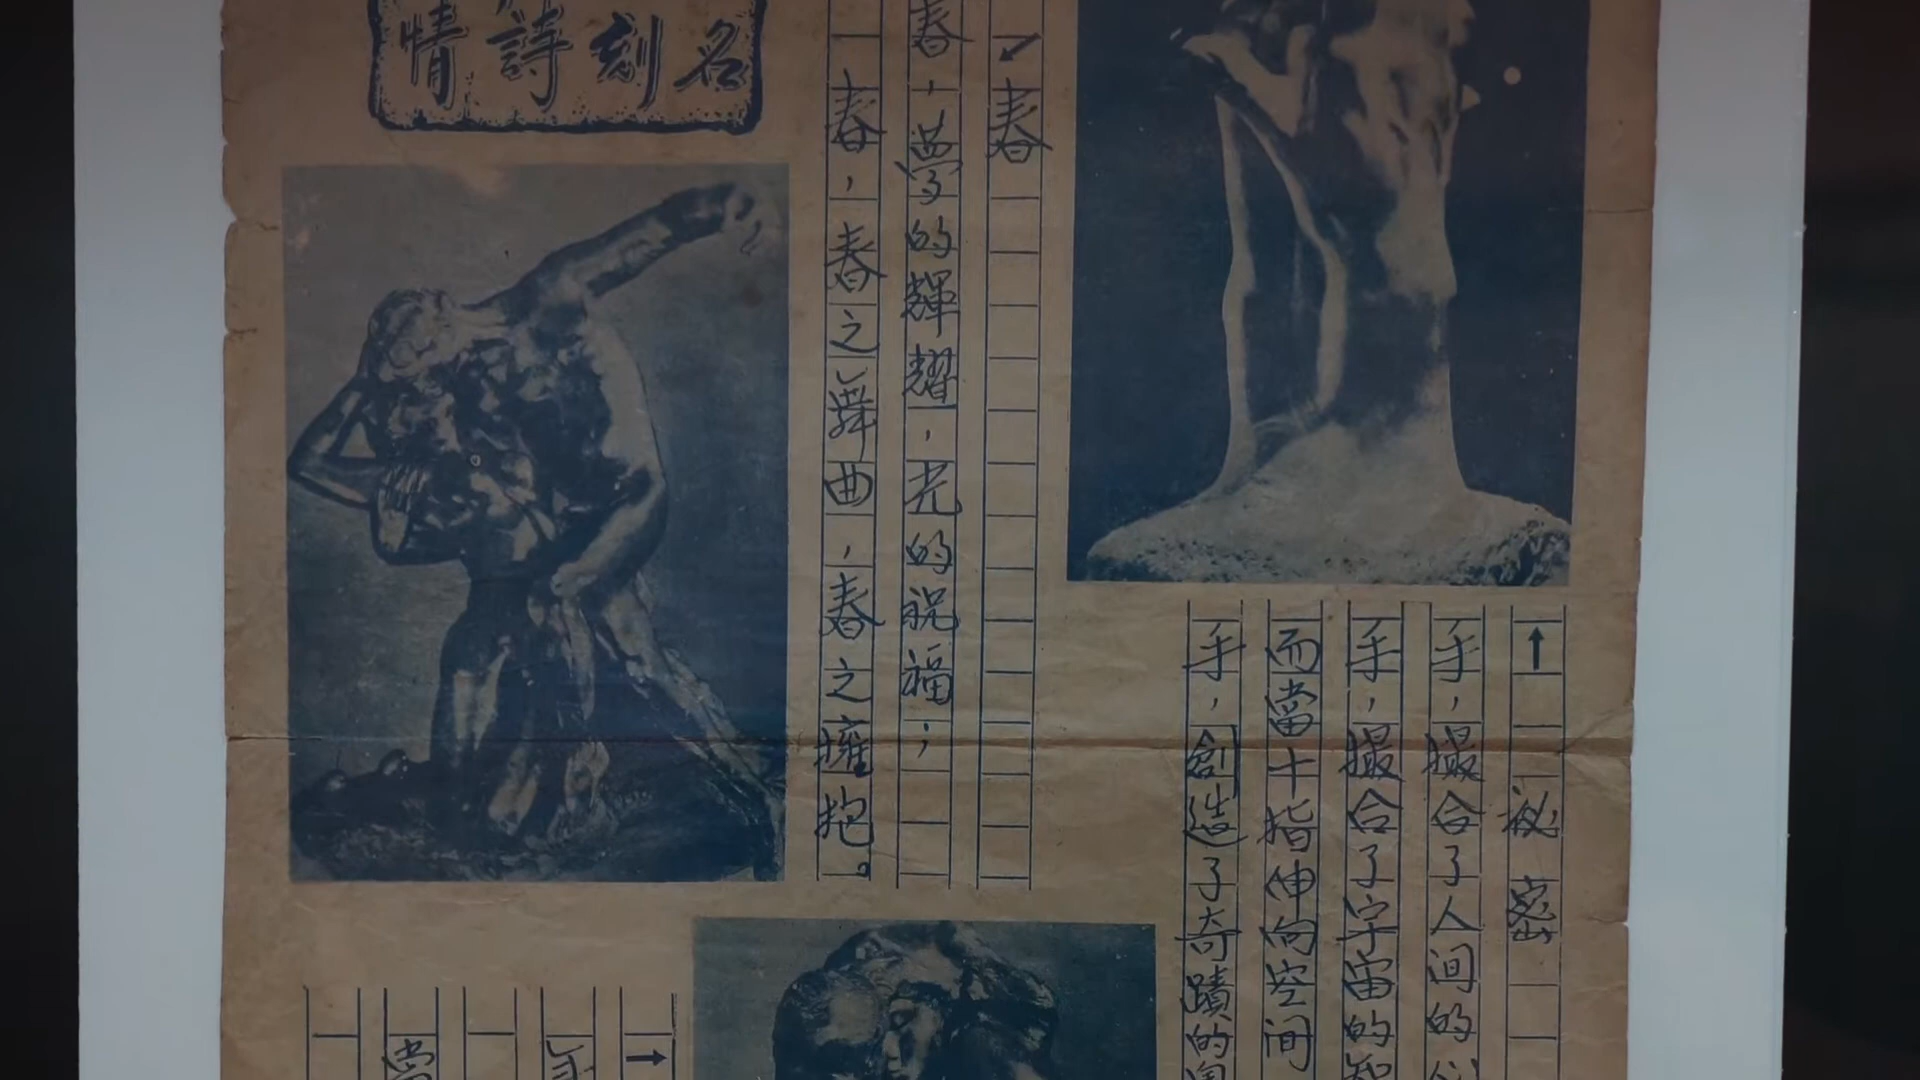 名刻詩情
↙春
春，夢的輝耀，光的祝福；
春，春之舞曲，春之擁抱。
↑祕密
手，撮合了人间的
手，撮合了宇宙的
而當十指伸向空间
手，創造了奇蹟的
→
當